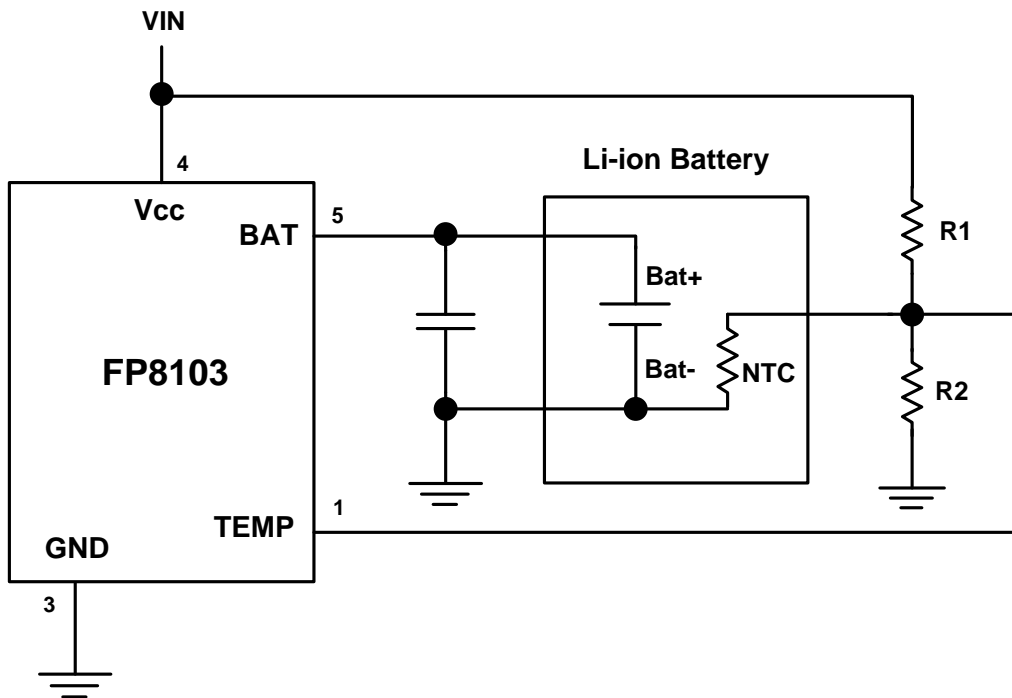 VIN
4
Li-ion Battery
Vcc
5
BAT
R1
Bat+
FP8103
Bat-
NTC
R2
1
TEMP
GND
3